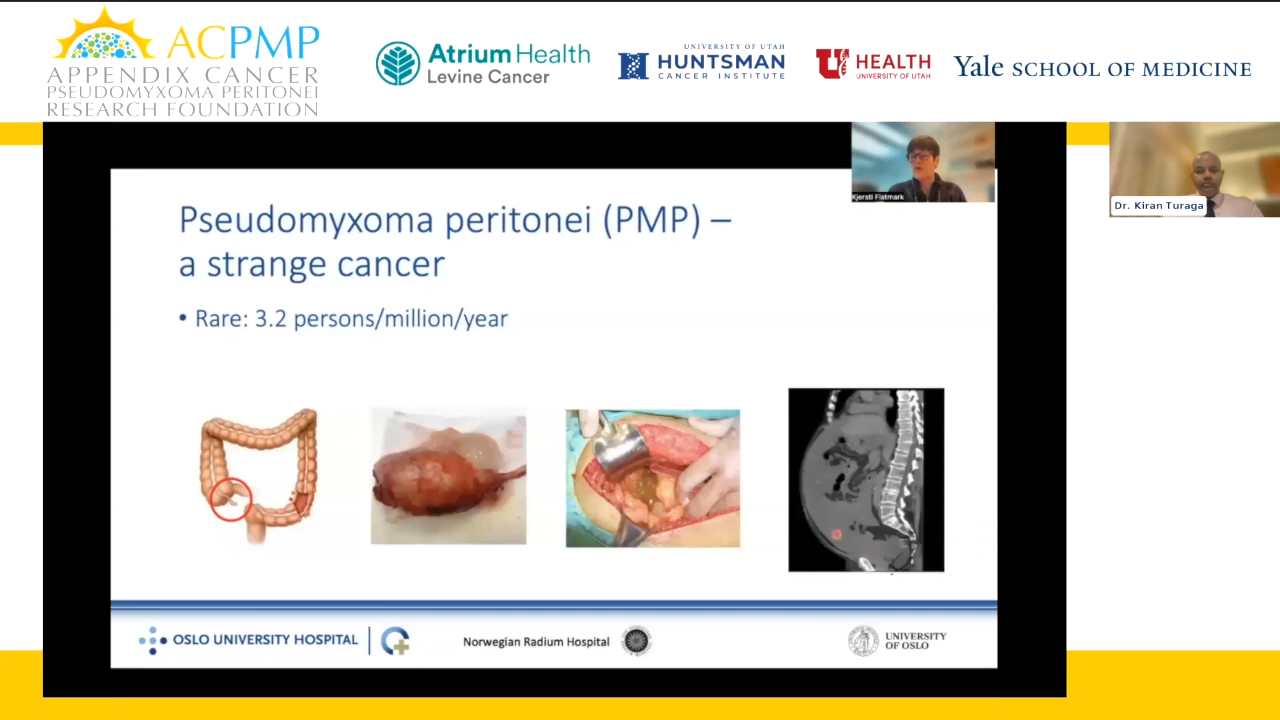 ACPMP
APPENDIX CANCER
PSEUDOMYXOMA PERITONEI
RESEARCH FOUNDATION
Atrium Health
Levine Cancer
UNIVERSITY OF UTAH
HUNTSMAN
CANCER INSTITUTE
U
HEALTH
UNIVERSITY OF UTAH
Yale SCHOOL OF MEDICINE
Kjersti Flatmark
Dr. Kiran Turaga
Pseudomyxoma peritonei (PMP) –
a strange cancer
• Rare: 3.2 persons/million/year
OSLO UNIVERSITY HOSPITAL
Norwegian Radium Hospital
UNIVERSITY
OF OSLO